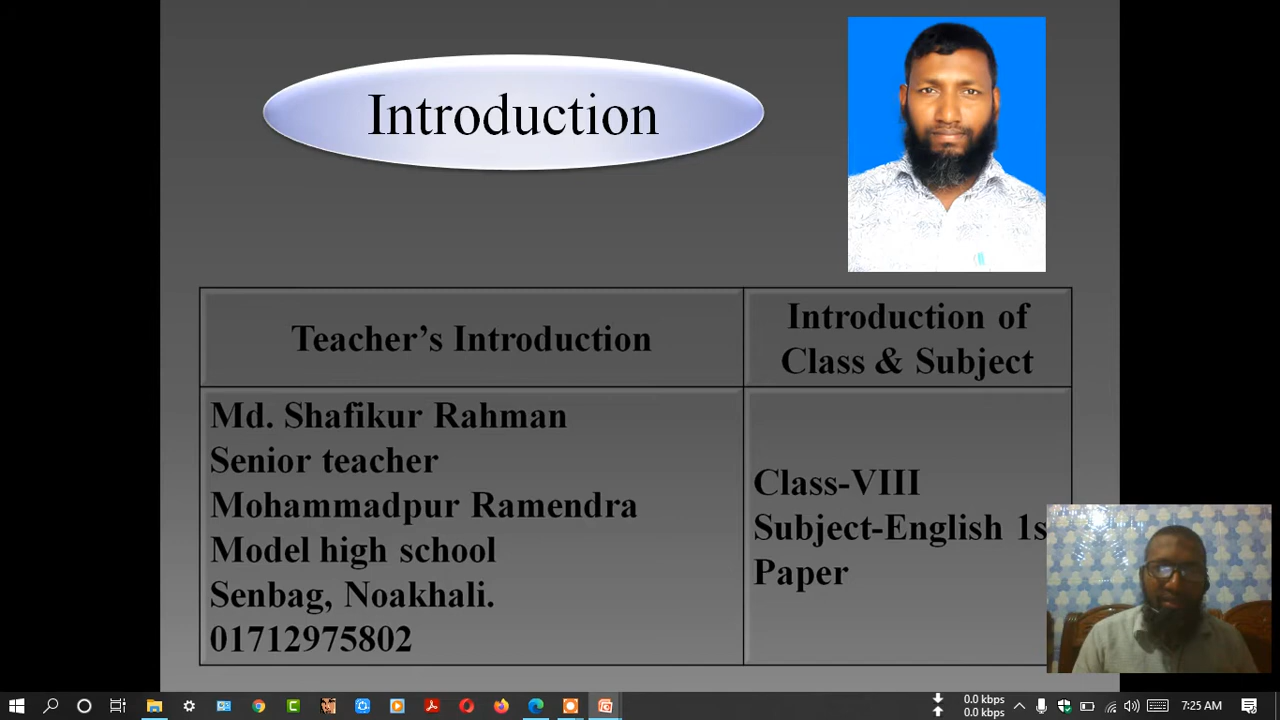 Introduction
Teacher’s Introduction
Introduction of
Class & Subject
Md. Shafikur Rahman
Senior teacher
Mohammadpur Ramendra
Model high school
Senbag, Noakhali.
01712975802
Class-VIII
Subject-English 1s
Paper
0.0 kbps
0.0 kbps
7:25 AM